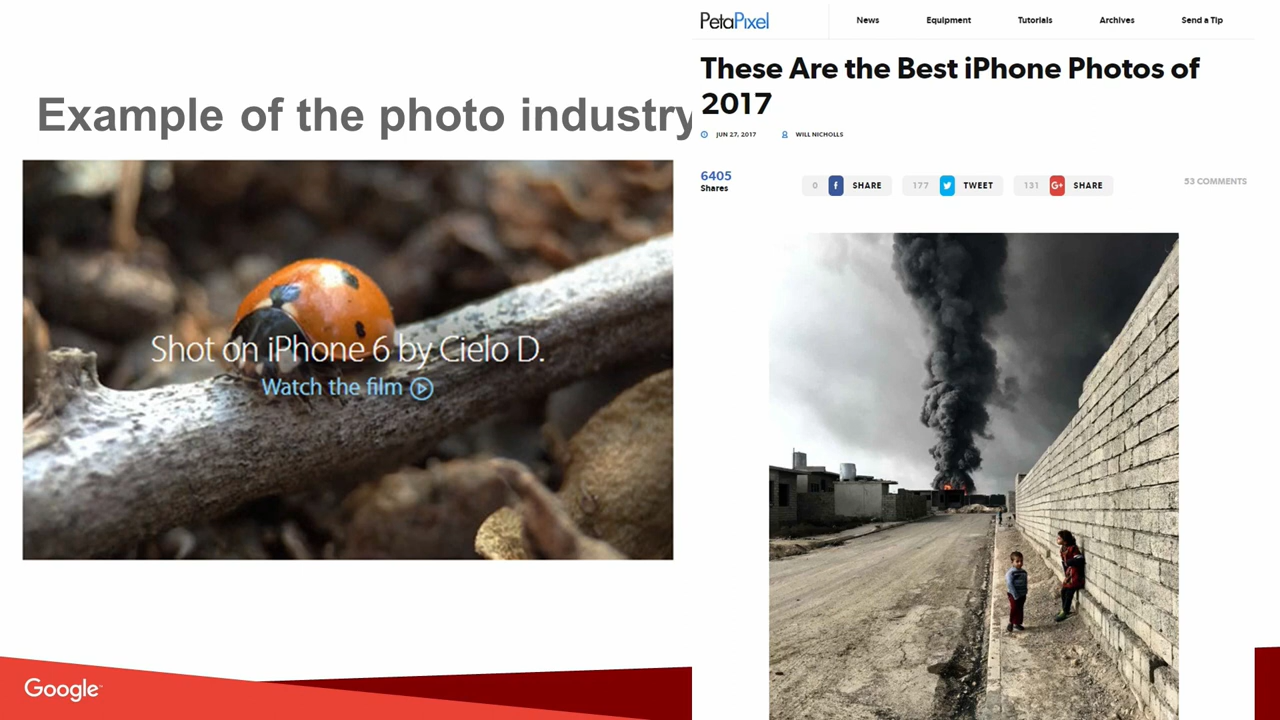 Example of the photo industry
Shot on iPhone 6 by Cielo D.
Watch the film
Google
PetaPixel
News Equipment Tutorials Archives Send a Tip
These Are the Best iPhone Photos of
2017
JUN 27, 2017 WILL NICHOLLS
6405
Shares
0 f SHARE 177 TWEET 131 G+ SHARE
53 COMMENTS